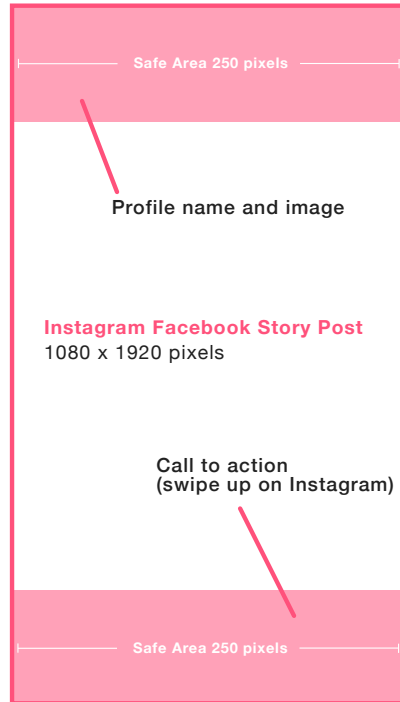 Safe Area 250 pixels
Profile name and image
Instagram Facebook Story Post
1080 x 1920 pixels
Call to action
(swipe up on Instagram)
Safe Area 250 pixels